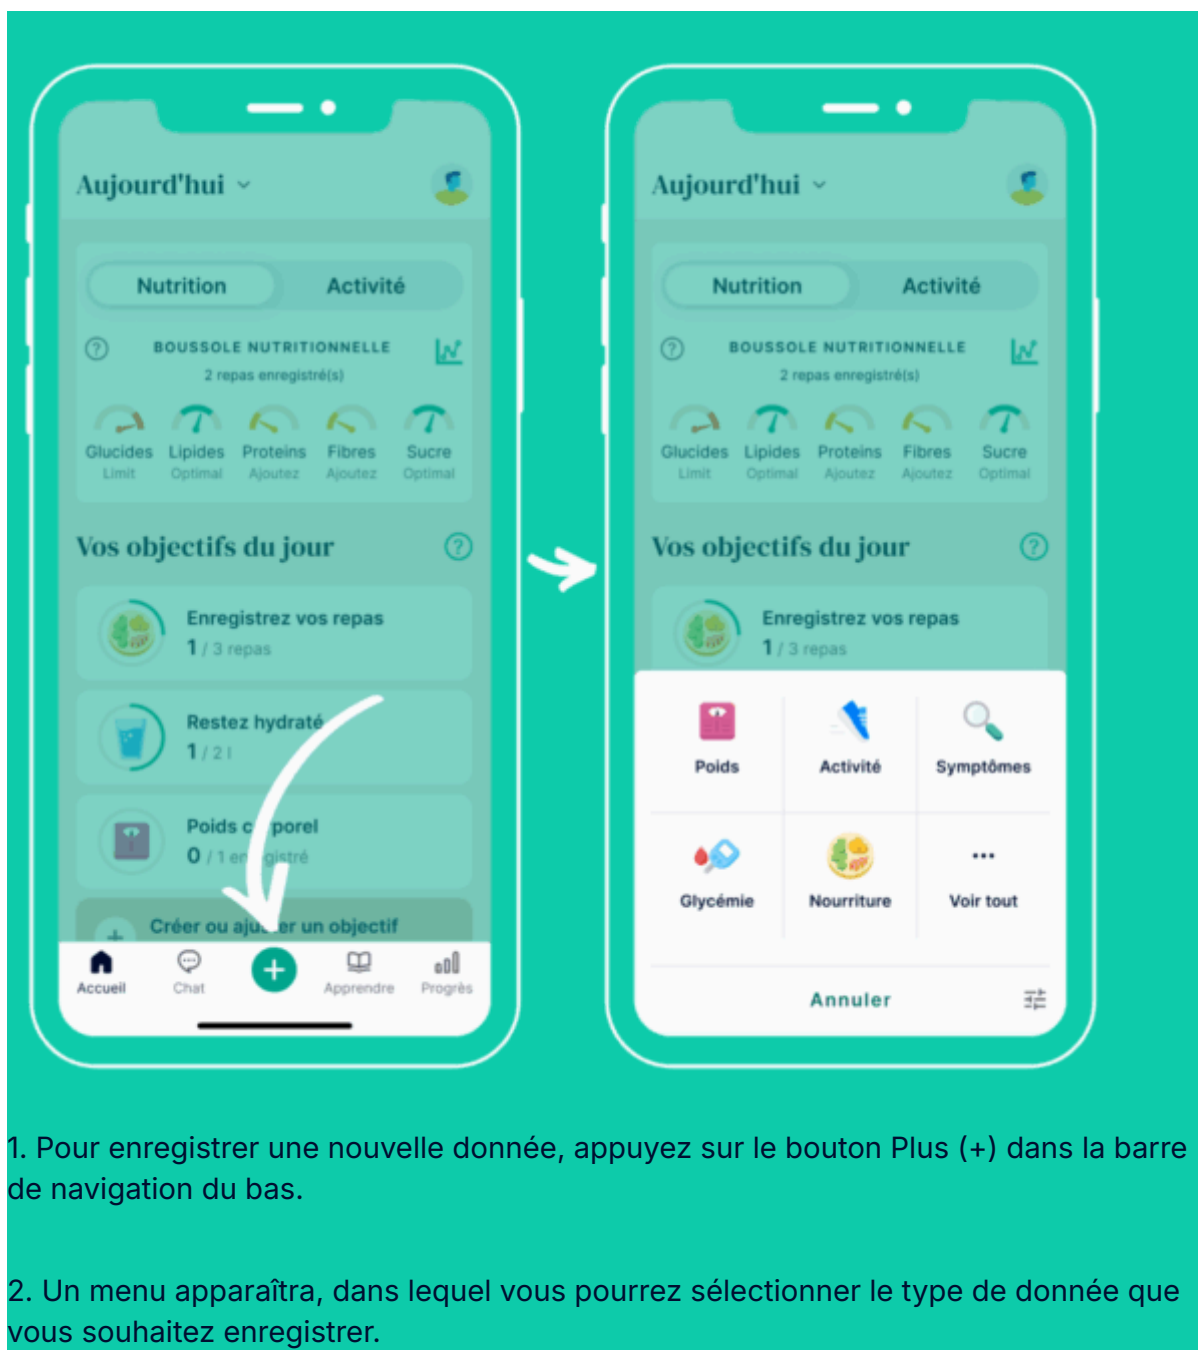 Aujourd'hui
Nutrition Activité
BOUSSOLE NUTRITIONNELLE
2 repas enregistré(s)
Glucides Lipides Proteins Fibres Sucre
Limit Optimal Ajoutez Ajoutez Optimal
Vos objectifs du jour
Enregistrez vos repas
1 / 3 repas
Restez hydraté
1 / 2 l
Poids corporel
0 / 1 enregistré
Créer ou ajuster un objectif
Accueil Chat Apprendre Progrès
Aujourd'hui
Nutrition Activité
BOUSSOLE NUTRITIONNELLE
2 repas enregistré(s)
Glucides Lipides Proteins Fibres Sucre
Limit Optimal Ajoutez Ajoutez Optimal
Vos objectifs du jour
Enregistrez vos repas
1 / 3 repas
Poids Activité Symptômes
Glycémie Nourriture Voir tout
Annuler
1. Pour enregistrer une nouvelle donnée, appuyez sur le bouton Plus (+) dans la barre
de navigation du bas.
2. Un menu apparaîtra, dans lequel vous pourrez sélectionner le type de donnée que
vous souhaitez enregistrer.